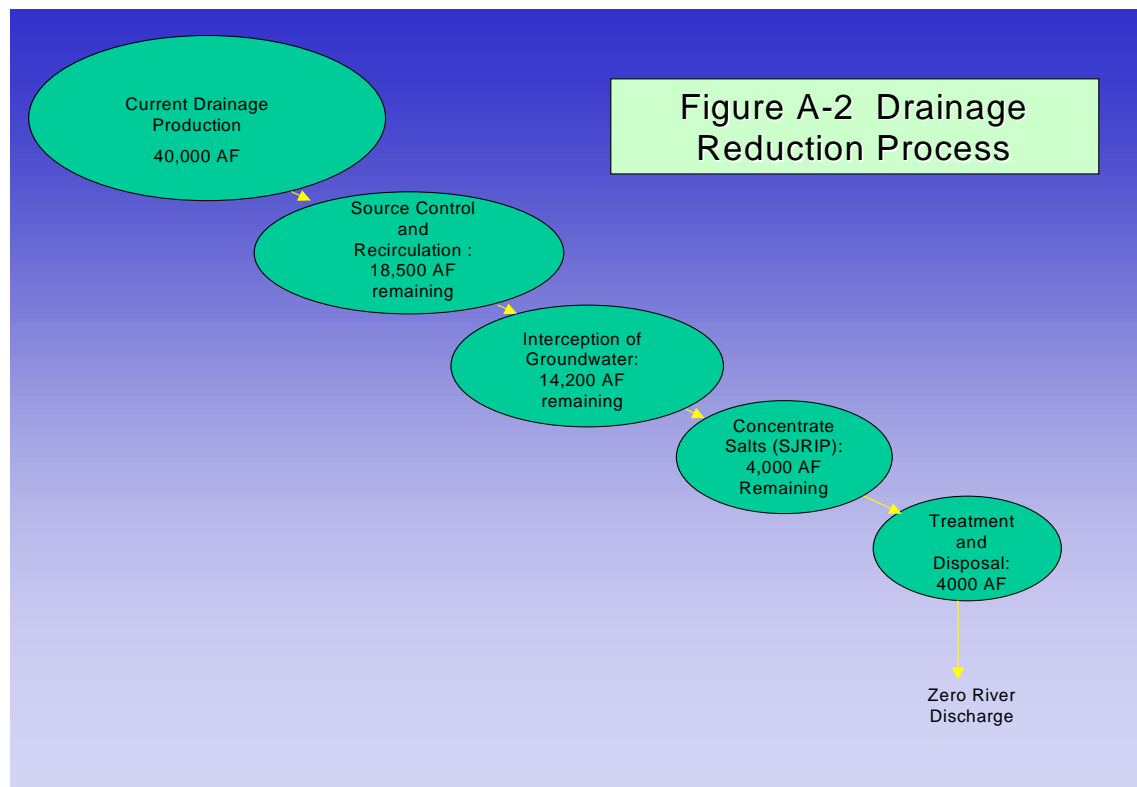 Figure A-2 Drainage
Reduction Process
Current Drainage
Production
40,000 AF
Source Control
and
Recirculation :
18,500 AF
remaining
Interception of
Groundwater:
14,200 AF
remaining
Concentrate
Salts (SJRIP):
4,000 AF
Remaining
Treatment
and
Disposal:
4000 AF
Zero River
Discharge